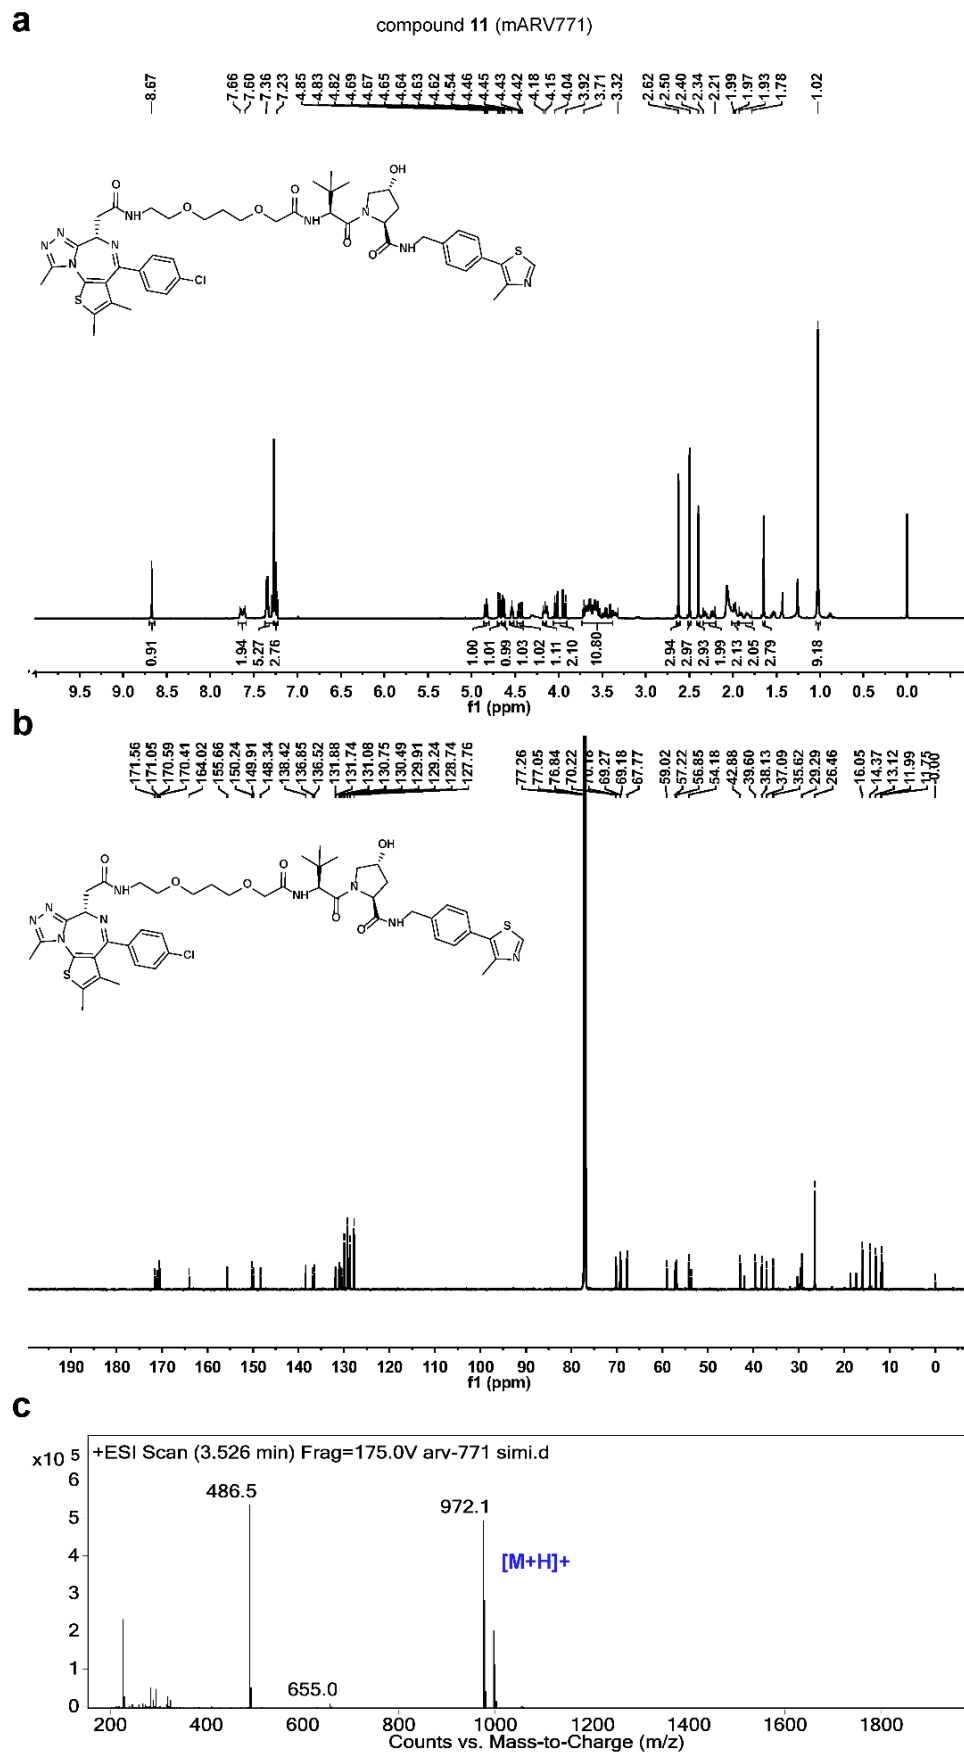 a
compound 11 (mARV771)
8.67
7.66
7.60
7.36
7.23
4.85
4.83
4.82
4.69
4.67
4.65
4.64
4.63
4.62
4.54
4.46
4.45
4.43
4.42
4.18
4.15
4.04
3.92
3.71
3.32
2.62
2.50
2.40
2.34
2.21
1.99
1.97
1.93
1.78
1.02
OH
O
O
O
O
N
NH
NH
O
O
NH
S
N
N
N
N
N
Cl
S
0.91
1.94
5.27
2.76
1.00
1.01
0.99
1.03
1.02
1.11
2.10
10.80
2.94
2.97
2.93
1.99
2.13
2.05
2.79
9.18
9.5 9.0 8.5 8.0 7.5 7.0 6.5 6.0 5.5 5.0 4.5 4.0 3.5 3.0 2.5 2.0 1.5 1.0 0.5 0.0
f1 (ppm)
b
171.56
171.05
170.59
170.41
164.02
155.66
150.24
149.91
148.34
138.42
136.85
136.52
131.88
131.74
131.08
130.75
130.49
129.91
129.24
128.74
127.76
77.26
77.05
76.84
70.22
70.18
69.27
69.18
67.77
59.02
57.22
56.85
54.18
42.88
39.60
38.13
37.09
35.62
29.29
26.46
16.05
14.37
13.12
11.99
11.75
0.00
OH
O
O
O
O
N
NH
NH
O
O
NH
S
N
N
N
N
N
Cl
S
190 180 170 160 150 140 130 120 110 100 90 80 70 60 50 40 30 20 10 0
f1 (ppm)
c
x10 5
+ESI Scan (3.526 min) Frag=175.0V arv-771 simi.d
6
5
4
3
2
1
0
486.5
972.1
[M+H]+
655.0
200 400 600 800 1000 1200 1400 1600 1800
Counts vs. Mass-to-Charge (m/z)